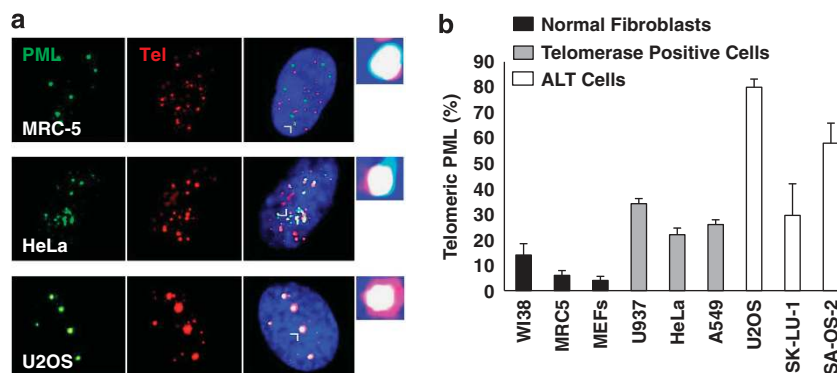 a
PML
Tel
MRC-5
HeLa
U2OS
b
Normal Fibroblasts
Telomerase Positive Cells
ALT Cells
Telomeric PML (%)
90
80
70
60
50
40
30
20
10
0
WI38
MRC5
MEFs
U937
HeLa
A549
U2OS
SK-LU-1
SA-OS-2